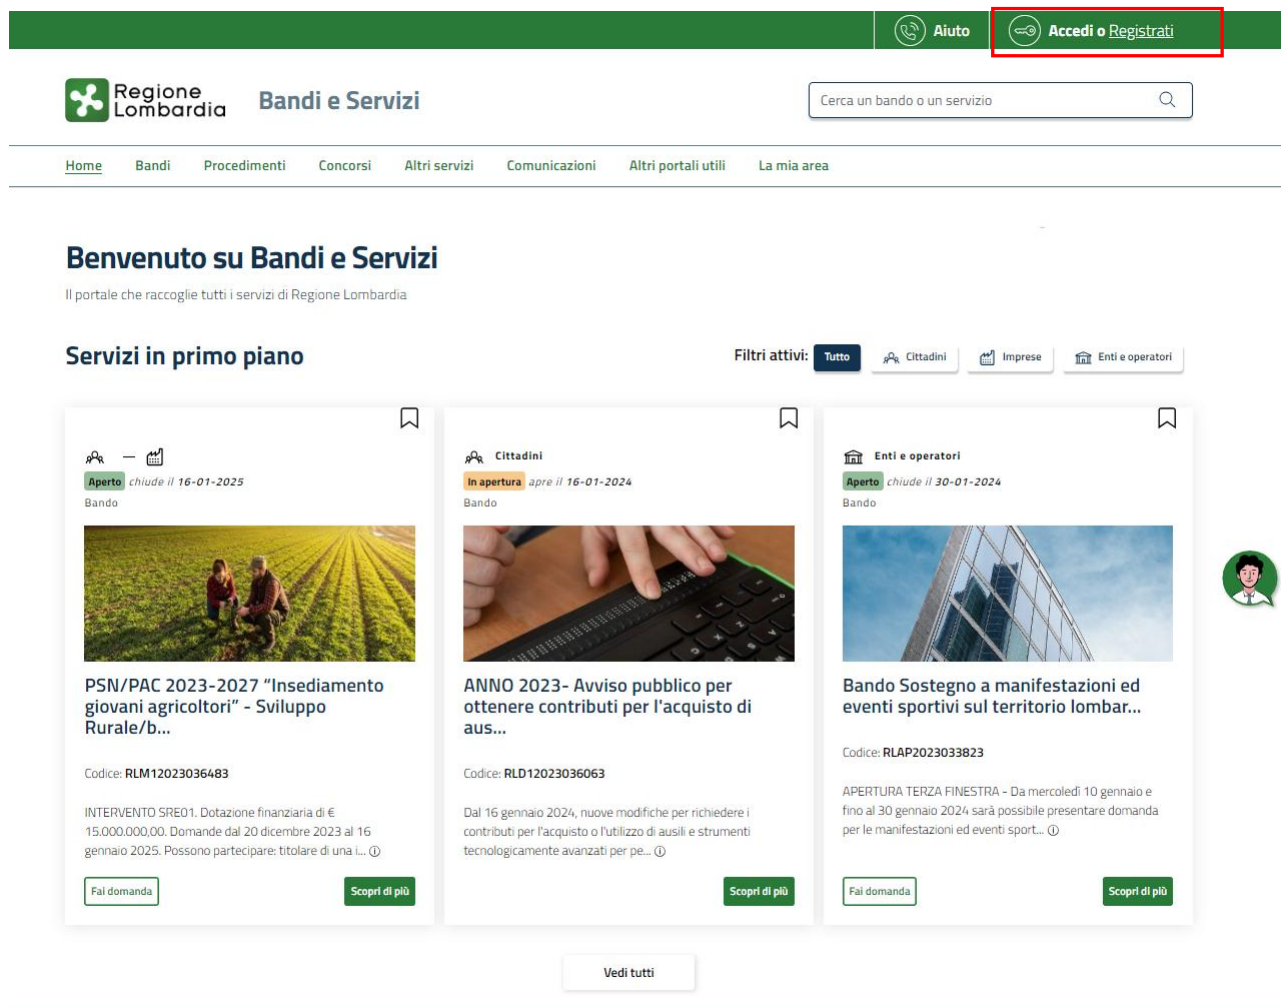 Aiuto
Accedi o Registrati
Regione
Lombardia
Bandi e Servizi
Cerca un bando o un servizio
Home Bandi Procedimenti Concorsi Altri servizi Comunicazioni Altri portali utili La mia area
Benvenuto su Bandi e Servizi
Il portale che raccoglie tutti i servizi di Regione Lombardia
Servizi in primo piano
Filtri attivi: Tutto Cittadini Imprese Enti e operatori
Aperto chiude il 16-01-2025
Bando
PSN/PAC 2023-2027 “Insediamento
giovani agricoltori” - Sviluppo
Rurale/b...
Codice: RLM12023036483
INTERVENTO SRE01. Dotazione finanziaria di €
15.000.000,00. Domande dal 20 dicembre 2023 al 16
gennaio 2025. Possono partecipare: titolare di una i...
Fai domanda
Scopri di più
Cittadini
In apertura apre il 16-01-2024
Bando
ANNO 2023- Avviso pubblico per
ottenere contributi per l'acquisto di
aus...
Codice: RLD12023036063
Dal 16 gennaio 2024, nuove modifiche per richiedere i
contributi per l'acquisto o l'utilizzo di ausili e strumenti
tecnologicamente avanzati per pe...
Scopri di più
Enti e operatori
Aperto chiude il 30-01-2024
Bando
Bando Sostegno a manifestazioni ed
eventi sportivi sul territorio lombar...
Codice: RLAP2023033823
APERTURA TERZA FINESTRA - Da mercoledì 10 gennaio e
fino al 30 gennaio 2024 sarà possibile presentare domanda
per le manifestazioni ed eventi sport...
Fai domanda
Scopri di più
Vedi tutti